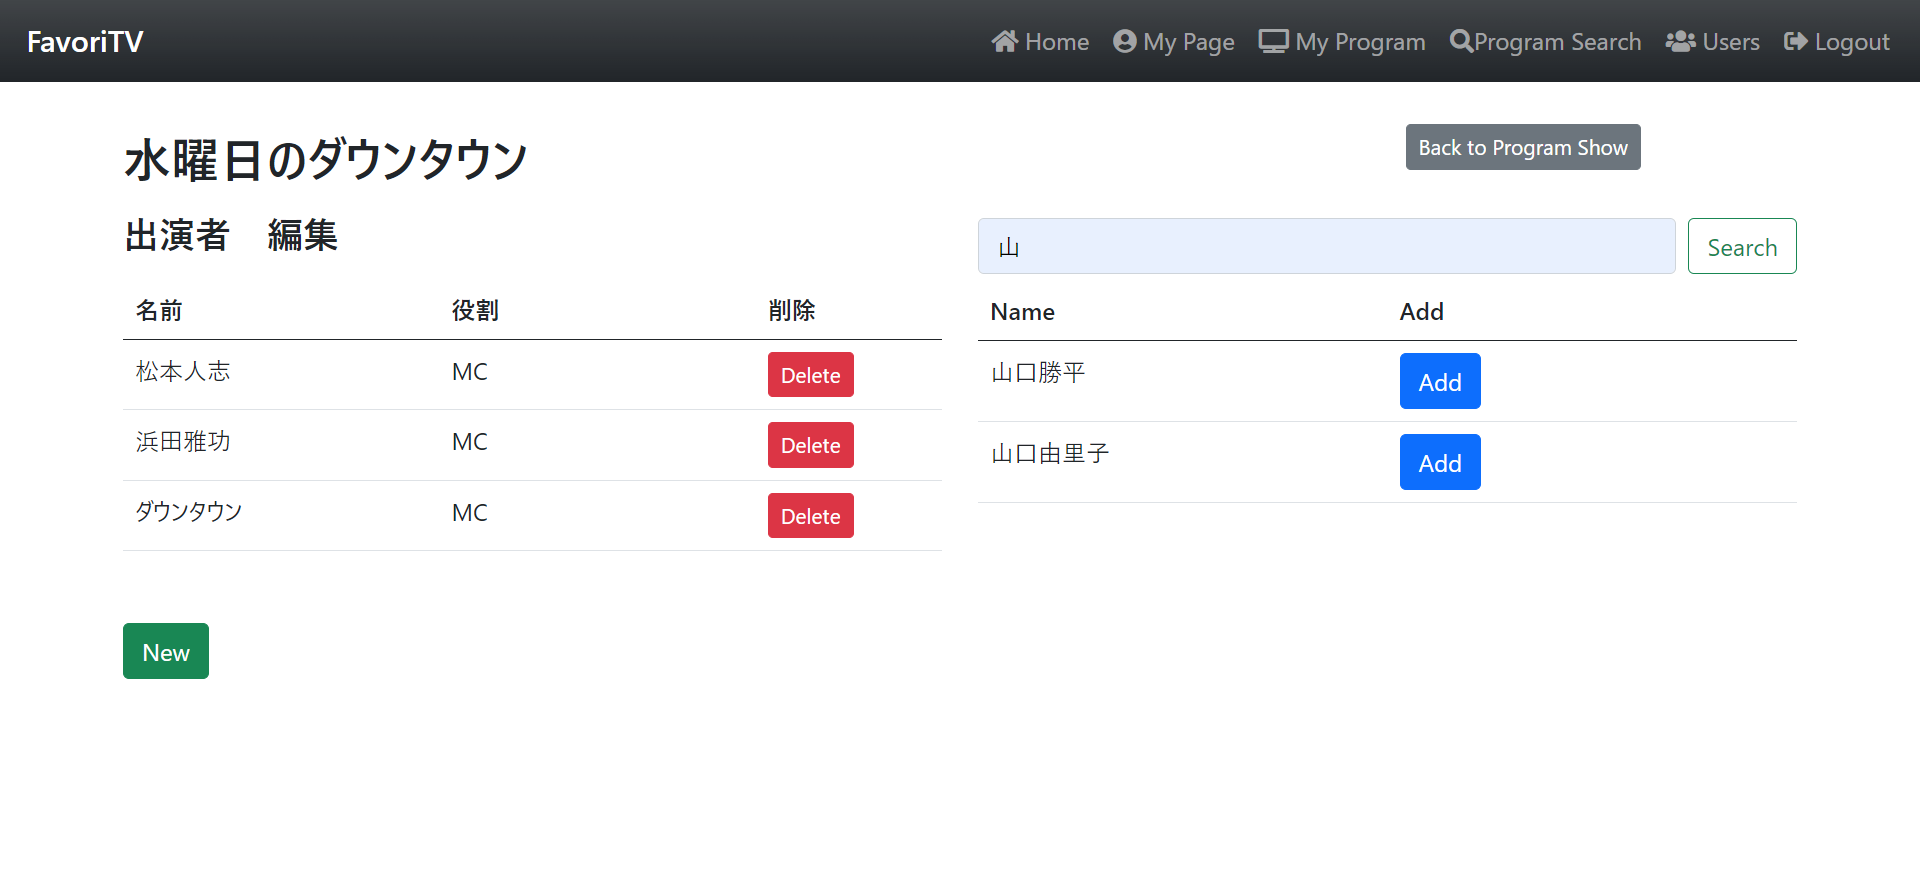 FavoriTV Home My Page My Program Program Search Users Logout
水曜日のダウンタウン
Back to Program Show
出演者　編集
名前 役割 削除
松本人志 MC Delete
浜田雅功 MC Delete
ダウンタウン MC Delete
New
山 Search
Name Add
山口勝平 Add
山口由里子 Add